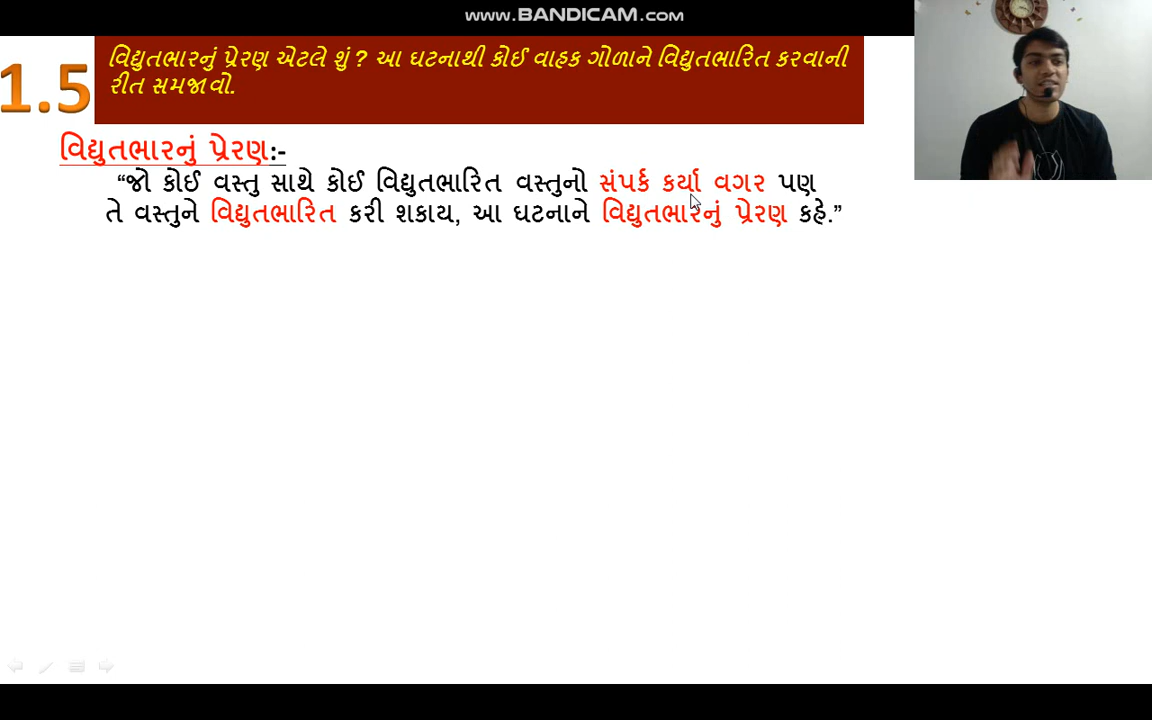 www.BANDICAM.com
1.5
વિદ્યુતભારનું પ્રેરણ એટલે શું ? આ ઘટનાથી કોઈ વાહક ગોળાને વિદ્યુતભારિત કરવાની
રીત સમજાવો.
વિદ્યુતભારનું પ્રેરણ:-
“જો કોઈ વસ્તુ સાથે કોઈ વિદ્યુતભારિત વસ્તુનો સંપર્ક કર્યા વગર પણ
તે વસ્તુને વિદ્યુતભારિત કરી શકાય, આ ઘટનાને વિદ્યુતભારનું પ્રેરણ કહે.”